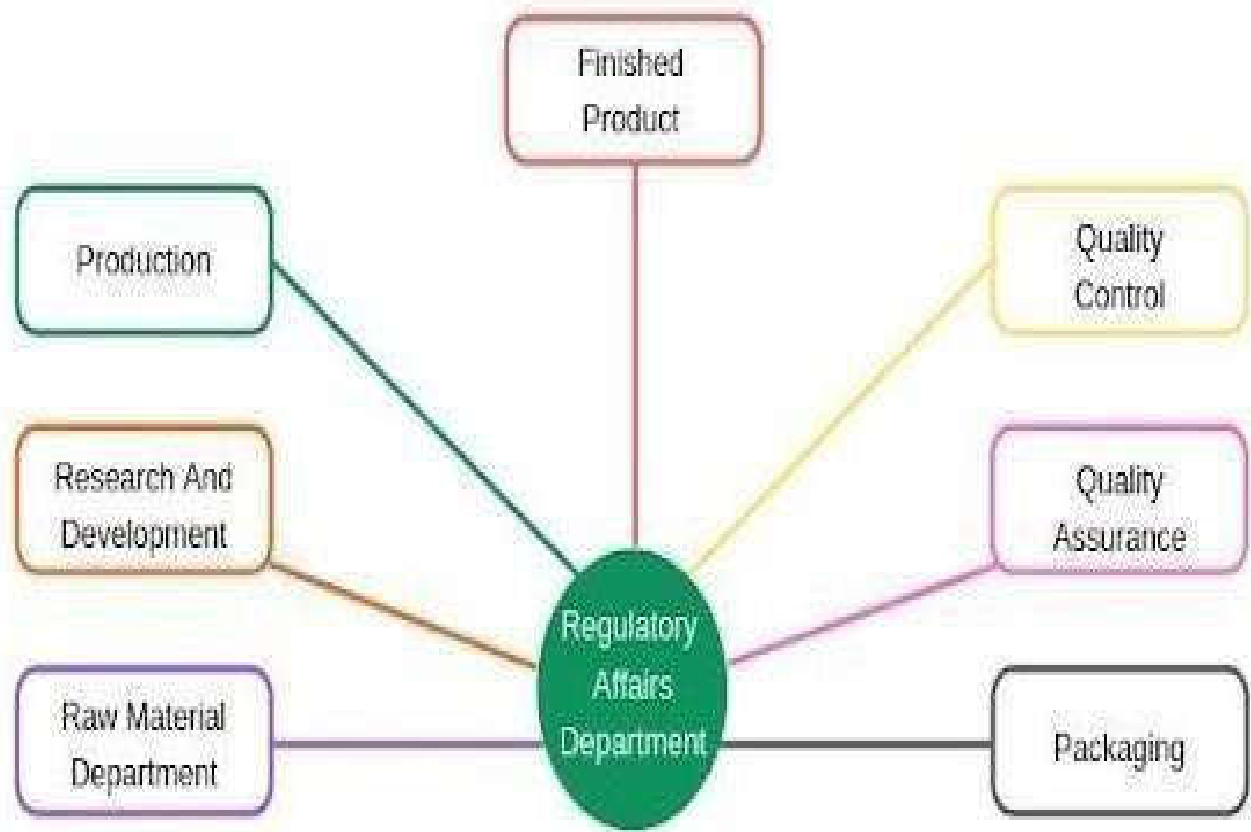 Finished
Product
Production
Quality
Control
Research And
Development
Quality
Assurance
Regulatory
Affairs
Department
Raw Material
Department
Packaging